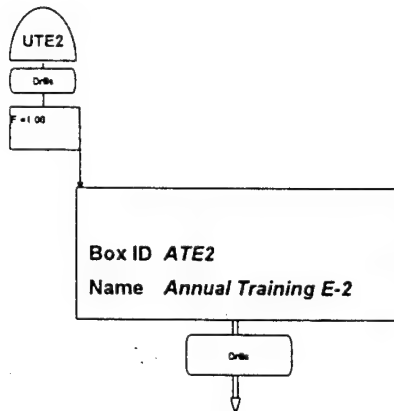 UTE2
Drills
F =1.00
Box ID ATE2
Name Annual Training E-2
Drills